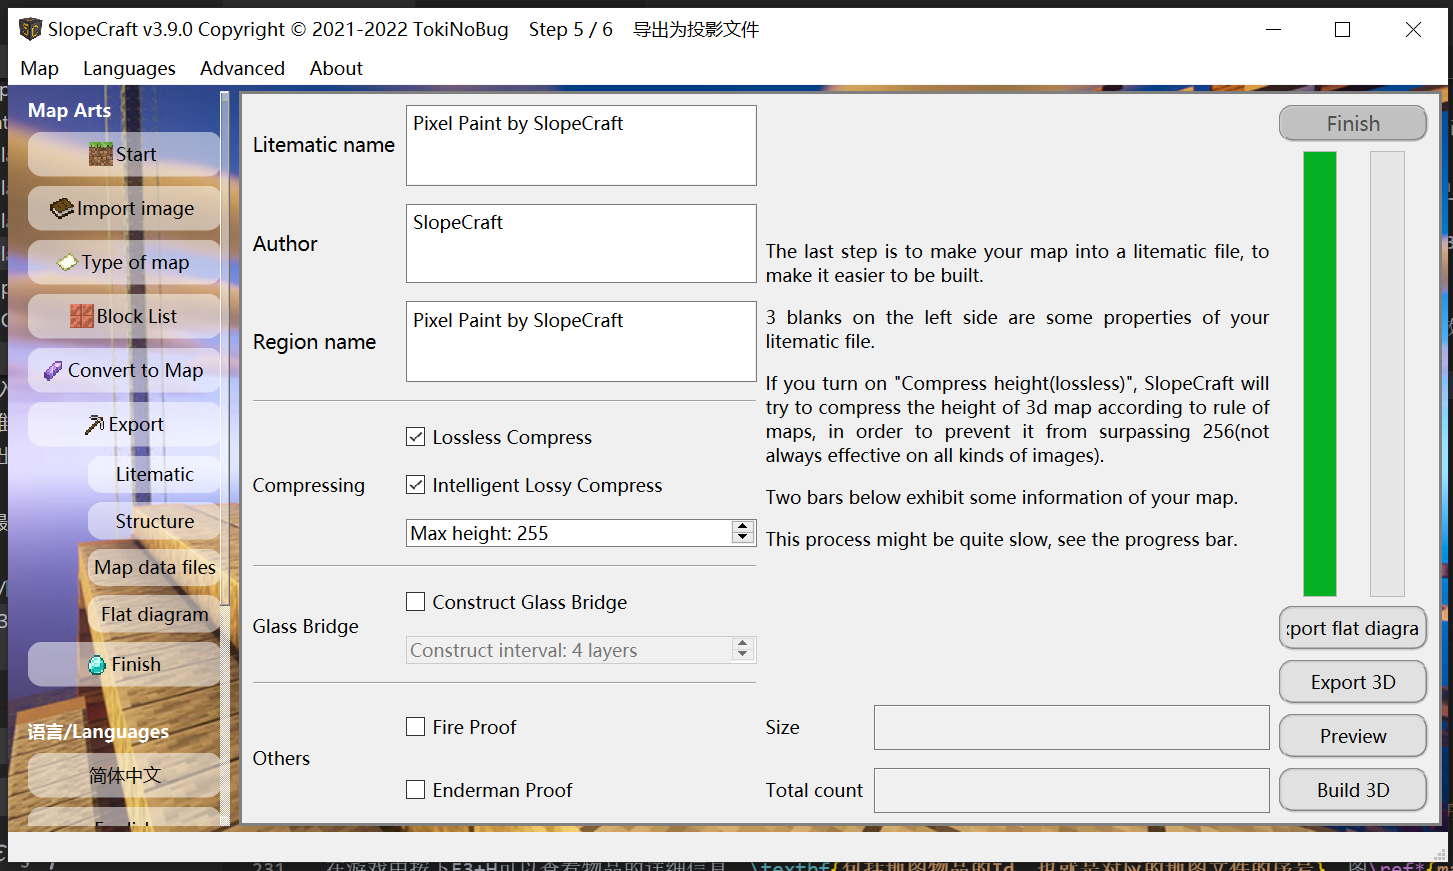 SlopeCraft v3.9.0 Copyright © 2021-2022 TokiNoBug Step 5 / 6 导出为投影文件
Map Languages Advanced About
Map Arts
Start
Import image
Type of map
Block List
Convert to Map
Export
Litematic
Structure
Map data files
Flat diagram
Finish
语言/Languages
简体中文
Litematic name
Pixel Paint by SlopeCraft
Author
SlopeCraft
Region name
Pixel Paint by SlopeCraft
Compressing
Lossless Compress
Intelligent Lossy Compress
Max height: 255
Glass Bridge
Construct Glass Bridge
Construct interval: 4 layers
Others
Fire Proof
Enderman Proof
The last step is to make your map into a litematic file, to
make it easier to be built.
3 blanks on the left side are some properties of your
litematic file.
If you turn on "Compress height(lossless)", SlopeCraft will
try to compress the height of 3d map according to rule of
maps, in order to prevent it from surpassing 256(not
always effective on all kinds of images).
Two bars below exhibit some information of your map.
This process might be quite slow, see the progress bar.
Size
Total count
Finish
xport flat diagra
Export 3D
Preview
Build 3D